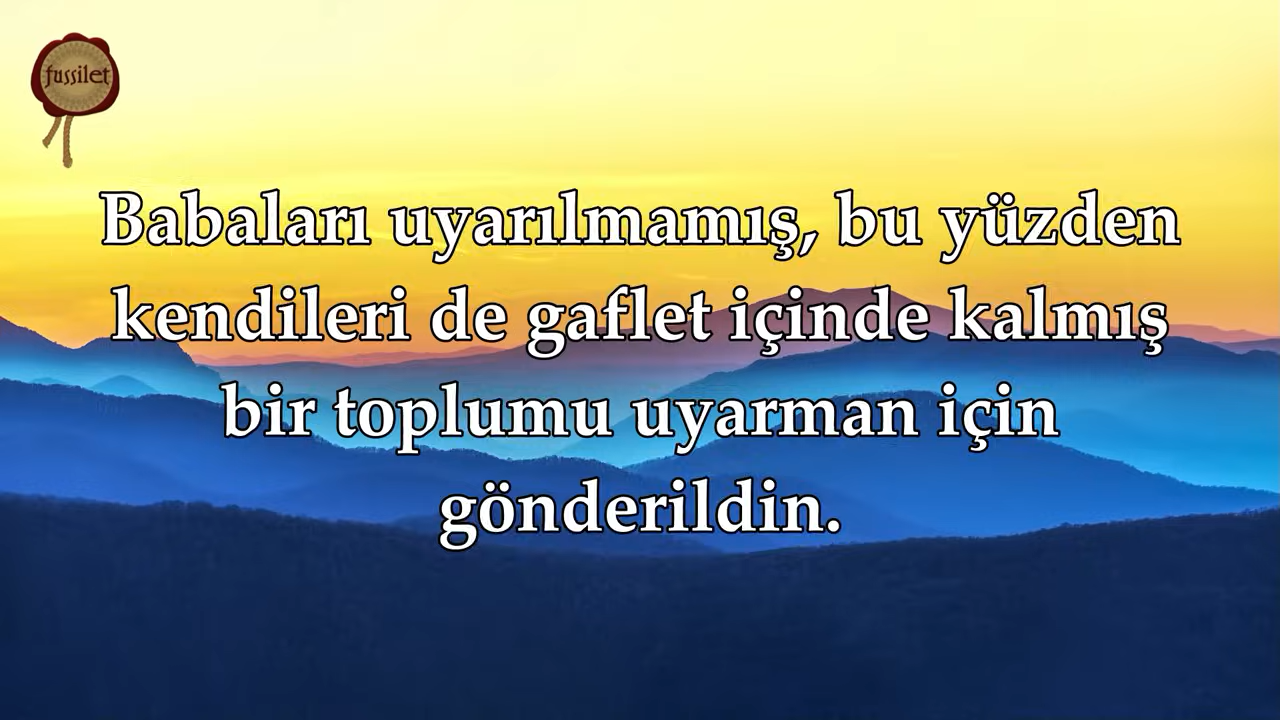 fussilet
Babaları uyarılmamış, bu yüzden
kendileri de gaflet içinde kalmış
bir toplumu uyarman için
gönderildin.